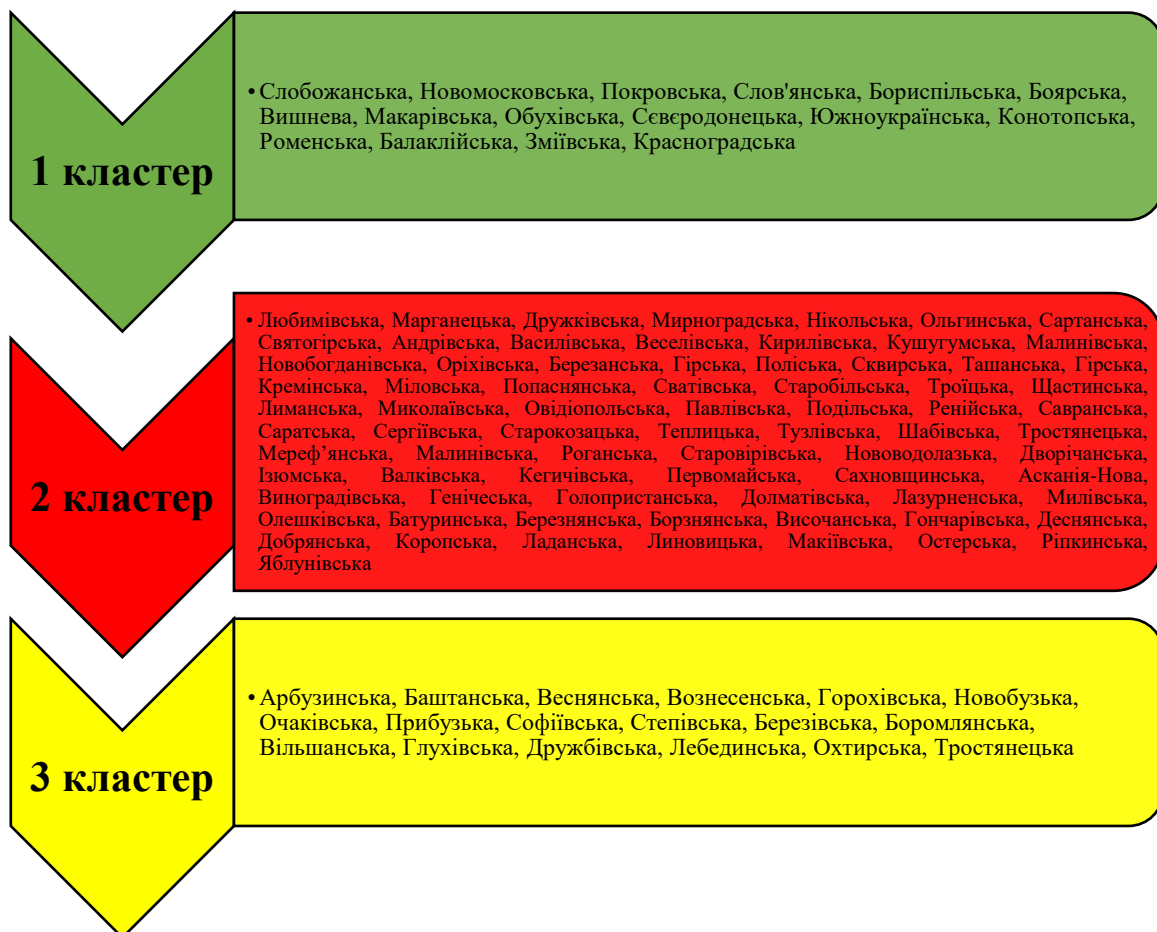 1 кластер
• Слобожанська, Новомосковська, Покровська, Слов'янська, Бориспільська, Боярська,
Вишнева, Макарівська, Обухівська, Сєвєродонецька, Южноукраїнська, Конотопська,
Роменська, Балаклійська, Зміївська, Красноградська
2 кластер
• Любимівська, Марганецька, Дружківська, Мирноградська, Нікольська, Ольгинська, Сартанська,
Святогірська, Андрівська, Василівська, Веселівська, Кирилівська, Кушугумська, Малинівська,
Новобогданівська, Оріхівська, Березанська, Гірська, Поліська, Сквирська, Ташанська, Гірська,
Кремінська, Міловська, Попаснянська, Сватівська, Старобільська, Троїцька, Щастинська,
Лиманська, Миколаївська, Овідіопольська, Павлівська, Подільська, Ренійська, Савранська,
Саратська, Сергіївська, Старокозацька, Теплицька, Тузлівська, Шабівська, Тростянецька,
Мереф’янська, Малинівська, Роганська, Старовірівська, Нововодолазька, Дворічанська,
Ізюмська, Валківська, Кегичівська, Первомайська, Сахновщинська, Асканія-Нова,
Виноградівська, Генічеська, Голопристанська, Долматівська, Лазурненська, Милівська,
Олешківська, Батуринська, Березнянська, Борзнянська, Височанська, Гончарівська, Деснянська,
Добрянська, Коропська, Ладанська, Линовицька, Макіївська, Остерська, Ріпкинська,
Яблунівська
3 кластер
• Арбузинська, Баштанська, Веснянська, Вознесенська, Горохівська, Новобузька,
Очаківська, Прибузька, Софіївська, Степівська, Березівська, Боромлянська,
Вільшанська, Глухівська, Дружбівська, Лебединська, Охтирська, Тростянецька